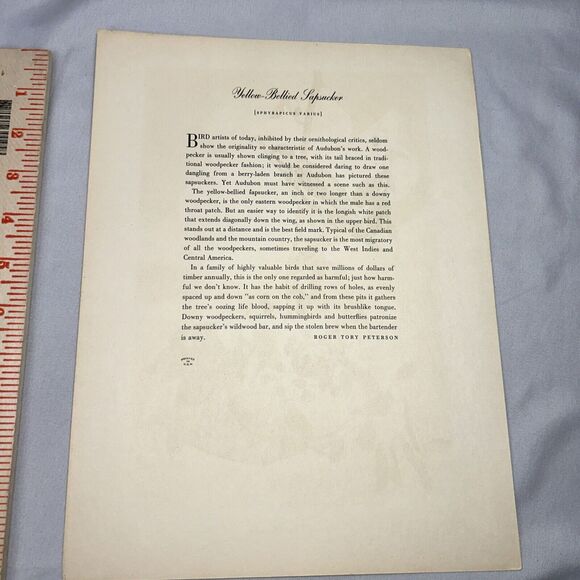 Yellow-Bellied Sapsucker
[SPHYRAPICUS VARIUS]
BIRD artists of today, inhibited by their ornithological critics, seldom
show the originality so characteristic of Audubon's work. A wood-
pecker is usually shown clinging to a tree, with its tail braced in tradi-
tional woodpecker fashion; it would be considered daring to draw one
dangling from a berry-laden branch as Audubon has pictured these
sapsuckers. Yet Audubon must have witnessed a scene such as this.
The yellow-bellied sapsucker, an inch or two longer than a downy
woodpecker, is the only eastern woodpecker in which the male has a red
throat patch. But an easier way to identify it is the longish white patch
that extends diagonally down the wing, as shown in the upper bird. This
stands out at a distance and is the best field mark. Typical of the Canadian
woodlands and the mountain country, the sapsucker is the most migratory
of all the woodpeckers, sometimes traveling to the West Indies and
Central America.
In a family of highly valuable birds that save millions of dollars of
timber annually, this is the only one regarded as harmful; just how harm-
ful we don't know. It has the habit of drilling rows of holes, as evenly
spaced up and down "as corn on the cob," and from these pits it gathers
the tree's oozing life blood, sapping it up with its brushlike tongue.
Downy woodpeckers, squirrels, hummingbirds and butterflies patronize
the sapsucker's wildwood bar, and sip the stolen brew when the bartender
is away. ROGER TORY PETERSON
PRINTED
IN
U.S.A.
1
2
3
4
5
6
7
8
9